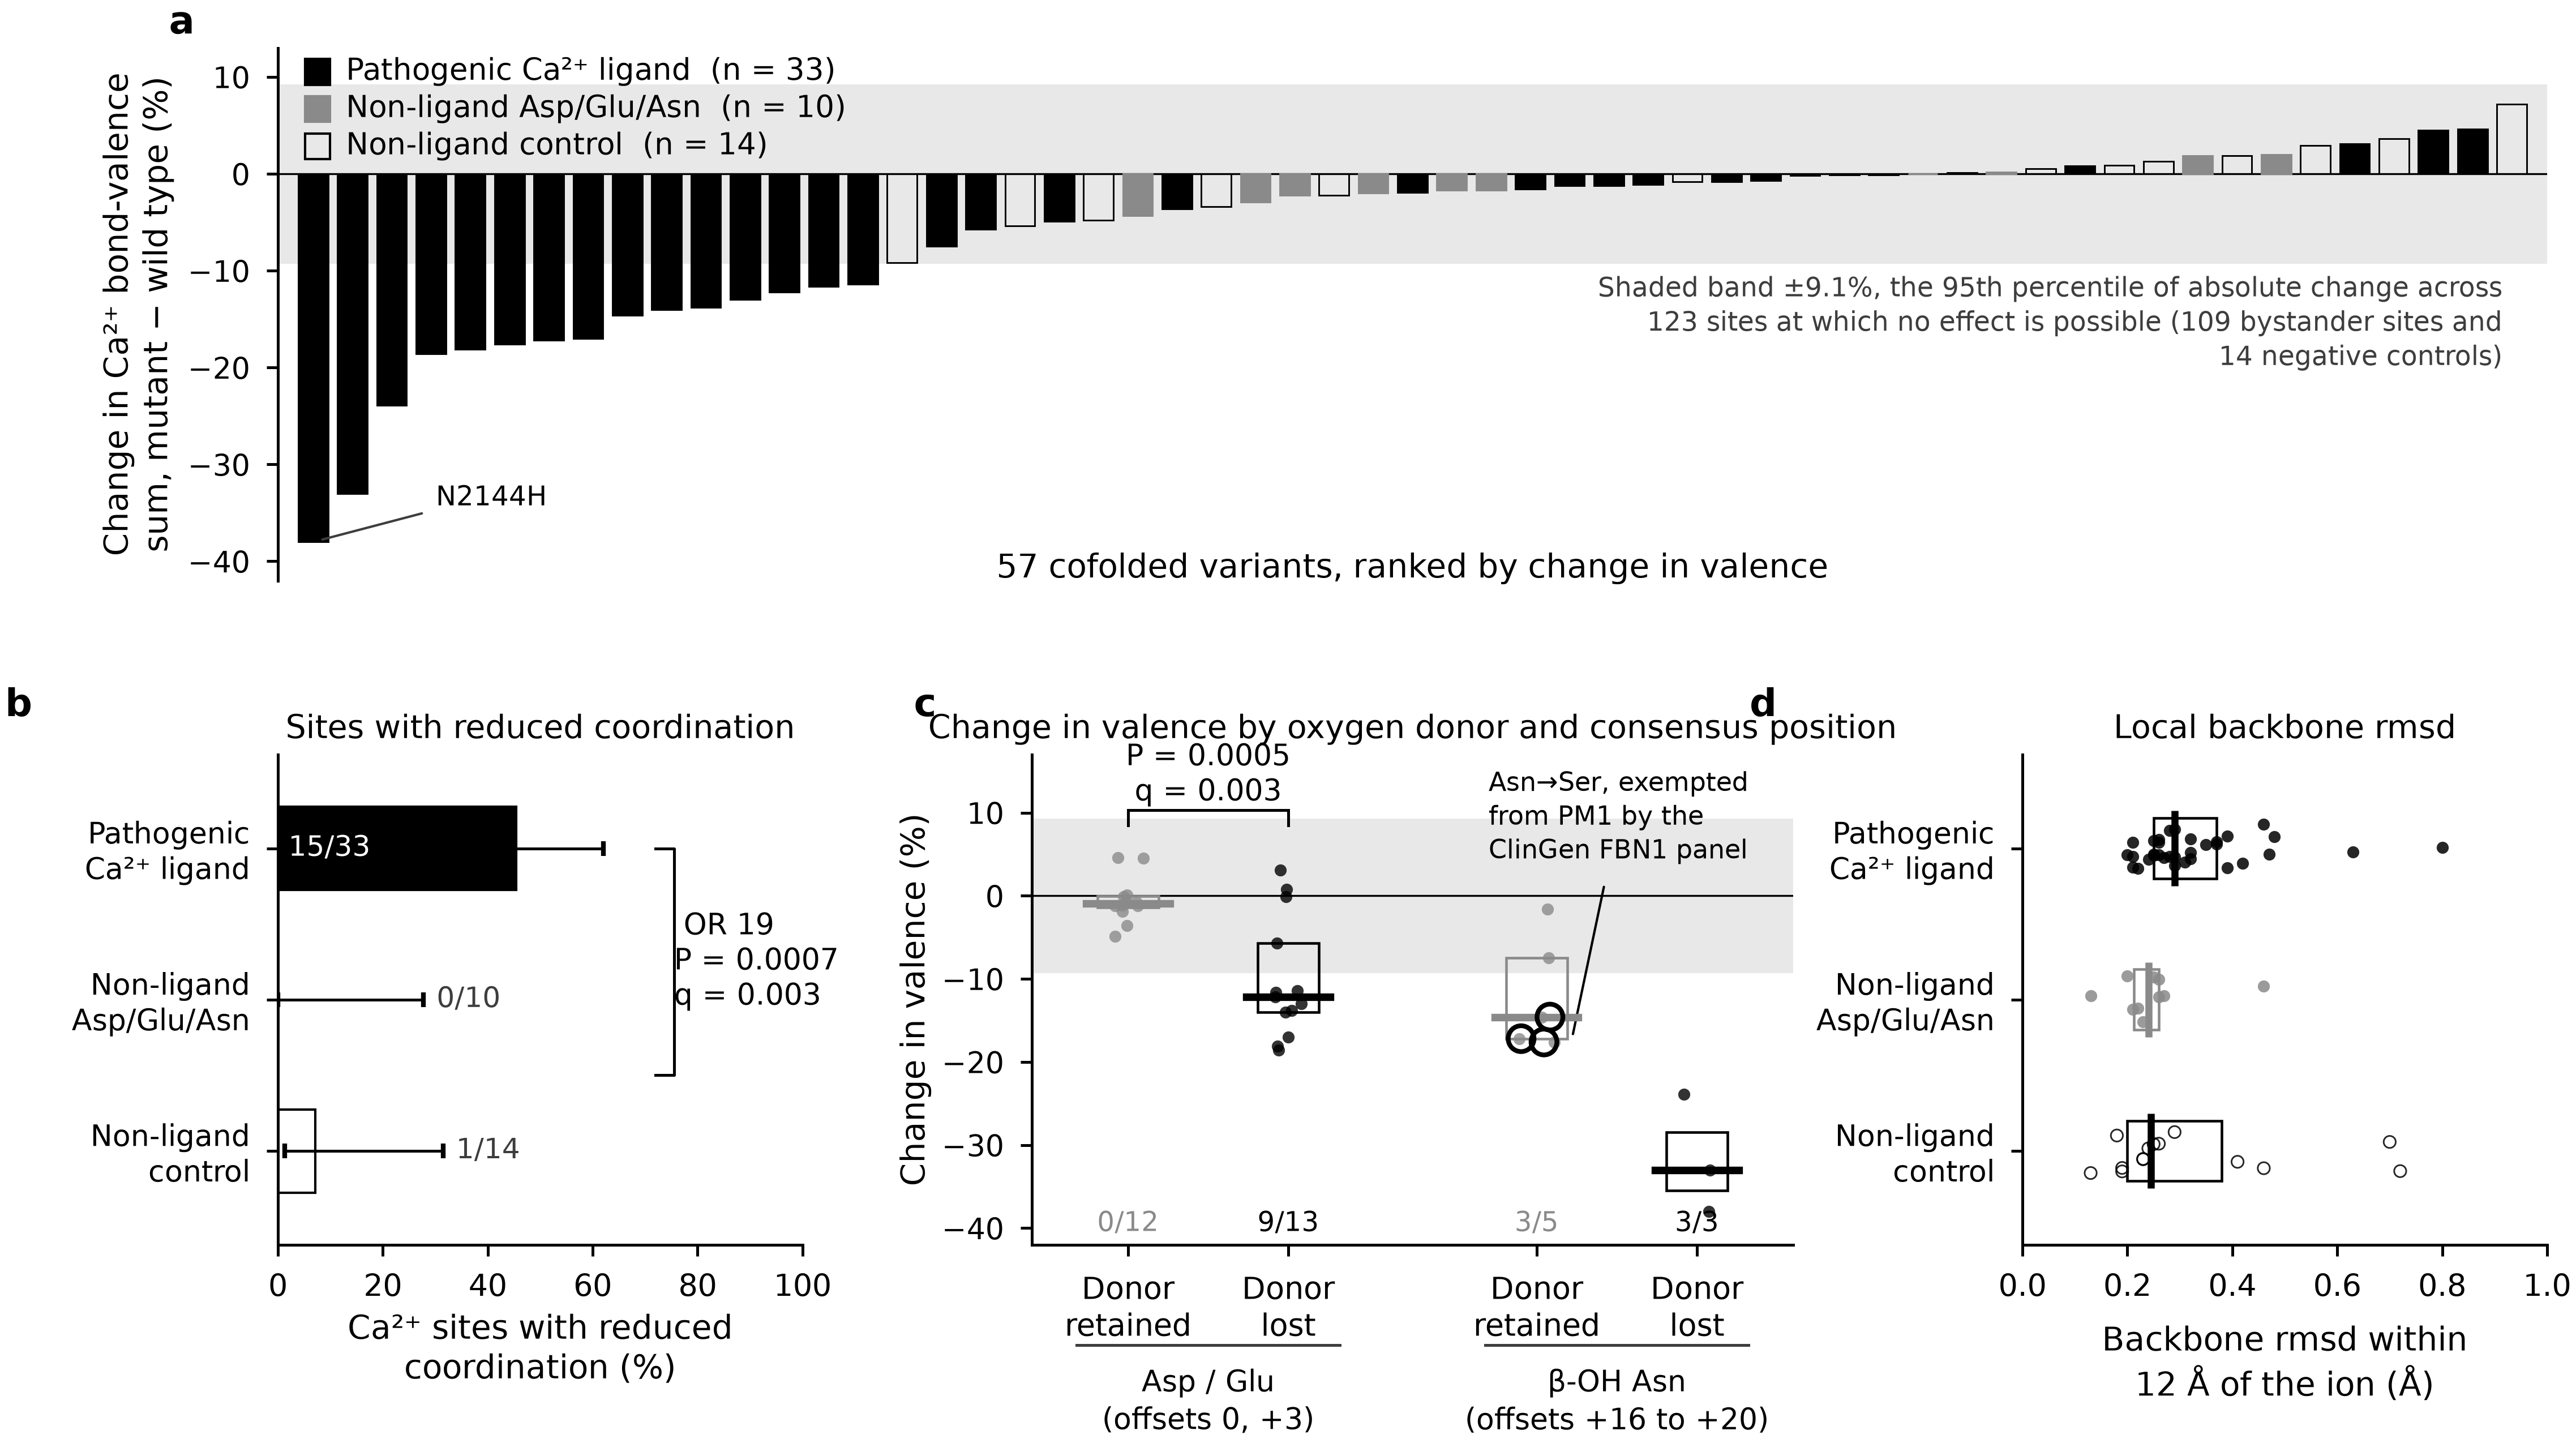 a
Change in Ca²⁺ bond-valence
sum, mutant − wild type (%)
10
0
−10
−20
−30
−40
Pathogenic Ca²⁺ ligand (n = 33)
Non-ligand Asp/Glu/Asn (n = 10)
Non-ligand control (n = 14)
Shaded band ±9.1%, the 95th percentile of absolute change across
123 sites at which no effect is possible (109 bystander sites and
14 negative controls)
N2144H
57 cofolded variants, ranked by change in valence
b
Sites with reduced coordination
Pathogenic
Ca²⁺ ligand
Non-ligand
Asp/Glu/Asn
Non-ligand
control
15/33
0/10
1/14
OR 19
P = 0.0007
q = 0.003
0
20
40
60
80
100
Ca²⁺ sites with reduced
coordination (%)
c
Change in valence by oxygen donor and consensus position
P = 0.0005
q = 0.003
Asn→Ser, exempted
from PM1 by the
ClinGen FBN1 panel
Change in valence (%)
10
0
−10
−20
−30
−40
0/12
9/13
3/5
3/3
Donor
retained
Donor
lost
Donor
retained
Donor
lost
Asp / Glu
(offsets 0, +3)
β-OH Asn
(offsets +16 to +20)
d
Local backbone rmsd
Pathogenic
Ca²⁺ ligand
Non-ligand
Asp/Glu/Asn
Non-ligand
control
0.0
0.2
0.4
0.6
0.8
1.0
Backbone rmsd within
12 Å of the ion (Å)